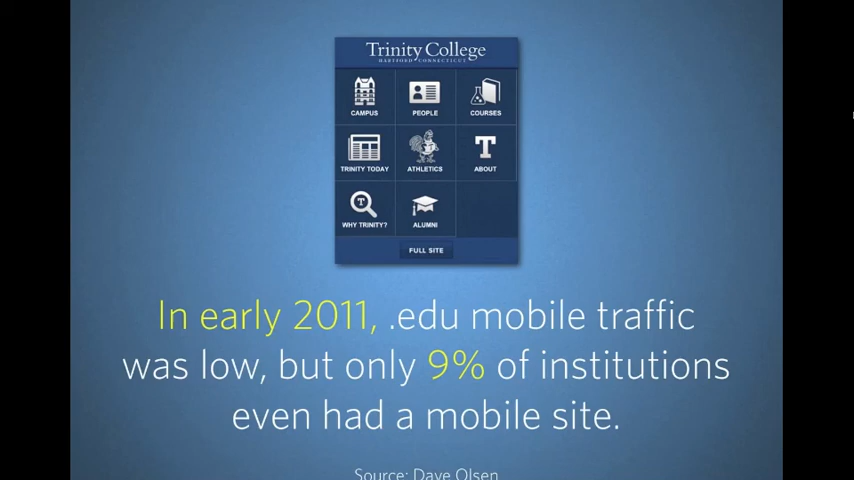 Trinity College
HARTFORD CONNECTICUT
CAMPUS
PEOPLE
COURSES
TRINITY TODAY
ATHLETICS
T
ABOUT
T
WHY TRINITY?
ALUMNI
FULL SITE
In early 2011, .edu mobile traffic
was low, but only 9% of institutions
even had a mobile site.
Source: Dave Olsen